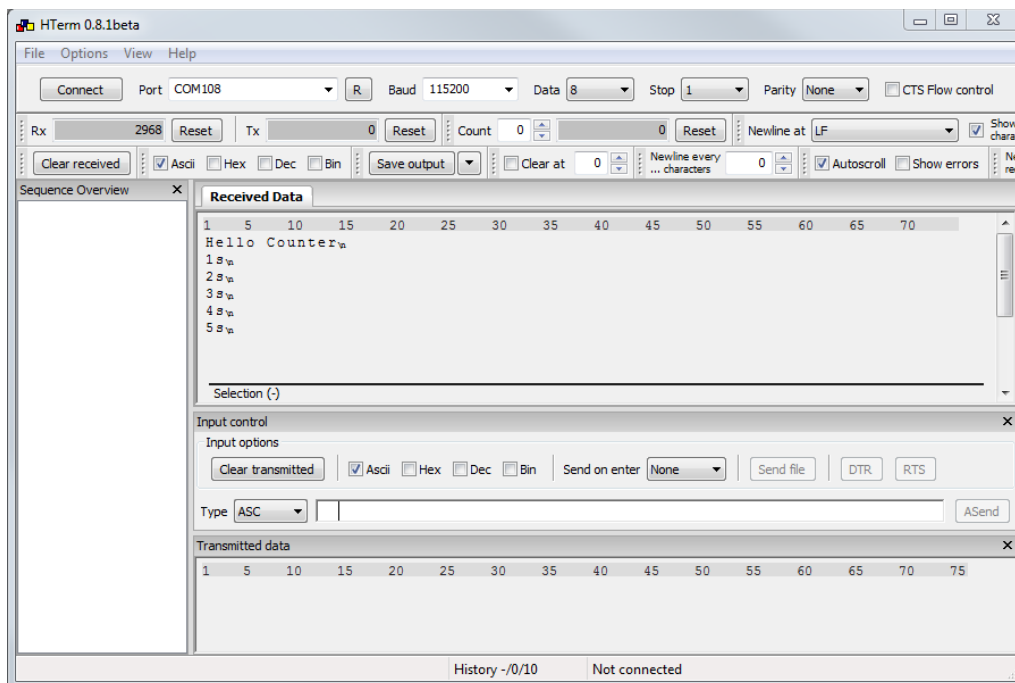 HTerm 0.8.1beta
File Options View Help
Connect Port COM108 R Baud 115200 Data 8 Stop 1 Parity None CTS Flow control
Rx 2968 Reset Tx 0 Reset Count 0 0 Reset Newline at LF Show
chara
Clear received Ascii Hex Dec Bin Save output Clear at 0 Newline every ... characters 0 Autoscroll Show errors
Sequence Overview
Received Data
1 5 10 15 20 25 30 35 40 45 50 55 60 65 70
Hello Counter\n
1s\n
2s\n
3s\n
4s\n
5s\n
Selection (-)
Input control
Input options
Clear transmitted Ascii Hex Dec Bin Send on enter None Send file DTR RTS
Type ASC ASend
Transmitted data
1 5 10 15 20 25 30 35 40 45 50 55 60 65 70 75
History -/0/10 Not connected